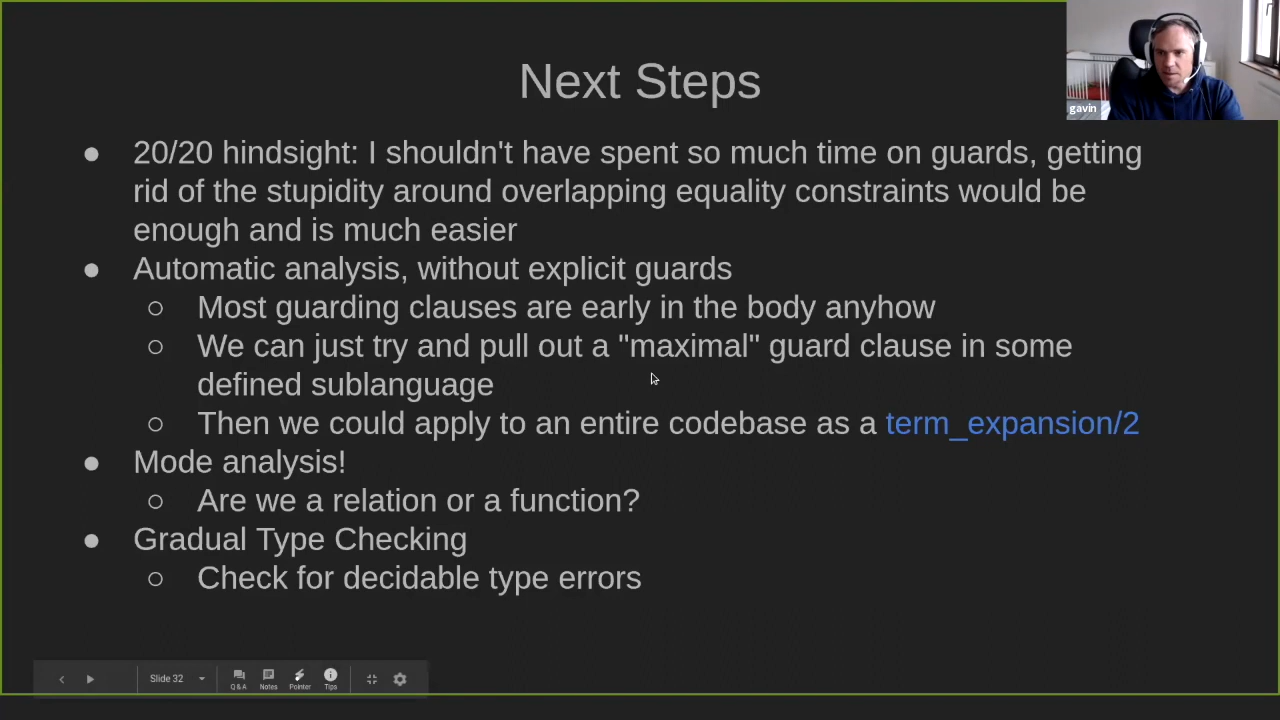 Next Steps
gavin
● 20/20 hindsight: I shouldn't have spent so much time on guards, getting
rid of the stupidity around overlapping equality constraints would be
enough and is much easier
● Automatic analysis, without explicit guards
○ Most guarding clauses are early in the body anyhow
○ We can just try and pull out a "maximal" guard clause in some
defined sublanguage
○ Then we could apply to an entire codebase as a term_expansion/2
● Mode analysis!
○ Are we a relation or a function?
● Gradual Type Checking
○ Check for decidable type errors
Slide 32
Q & A
Notes
Pointer
Tips